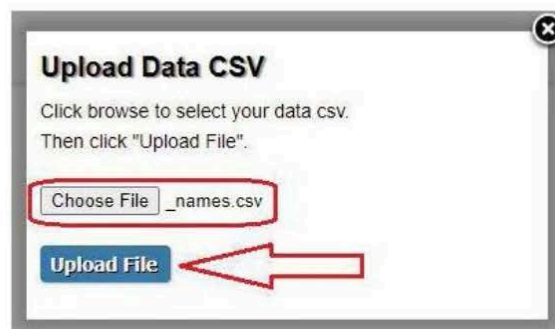 Upload Data CSV
Click browse to select your data csv.
Then click "Upload File".
Choose File _names.csv
Upload File